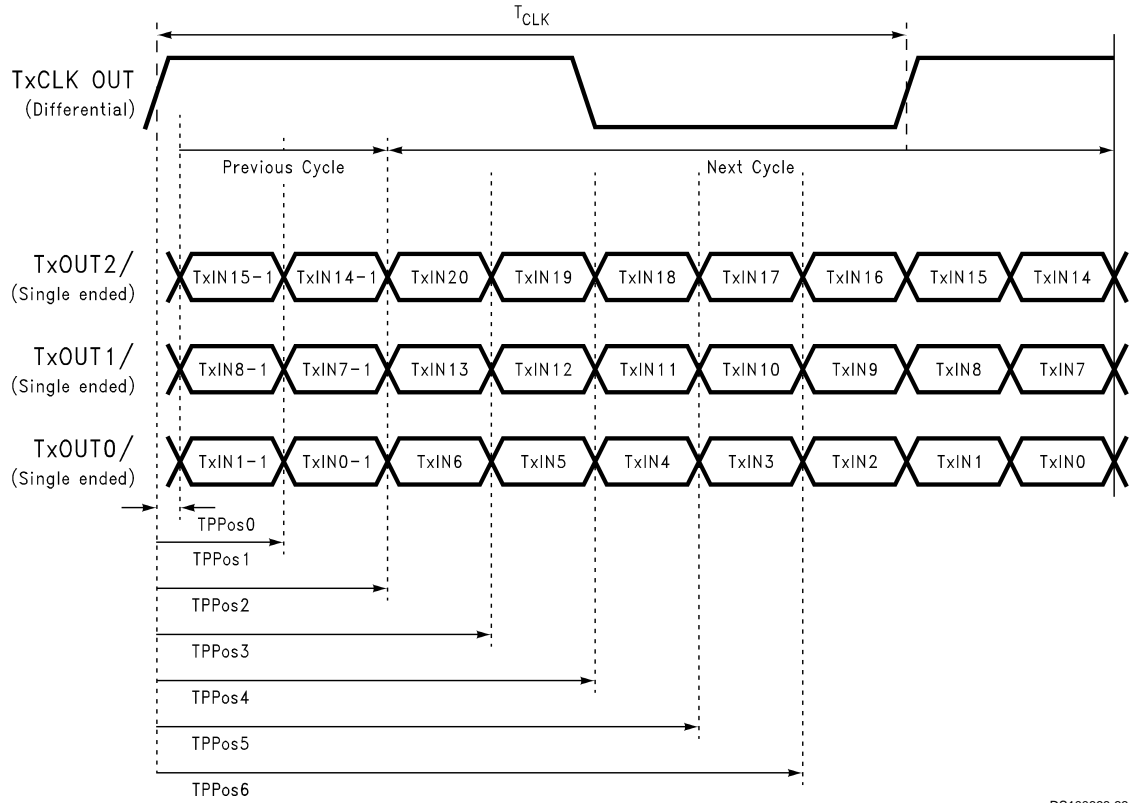 TCLK
TxCLK OUT
(Differential)
Previous Cycle
Next Cycle
TxOUT2/
(Single ended)
TxIN15-1 TxIN14-1 TxIN20 TxIN19 TxIN18 TxIN17 TxIN16 TxIN15 TxIN14
TxOUT1/
(Single ended)
TxIN8-1 TxIN7-1 TxIN13 TxIN12 TxIN11 TxIN10 TxIN9 TxIN8 TxIN7
TxOUT0/
(Single ended)
TxIN1-1 TxIN0-1 TxIN6 TxIN5 TxIN4 TxIN3 TxIN2 TxIN1 TxIN0
TPPos0
TPPos1
TPPos2
TPPos3
TPPos4
TPPos5
TPPos6